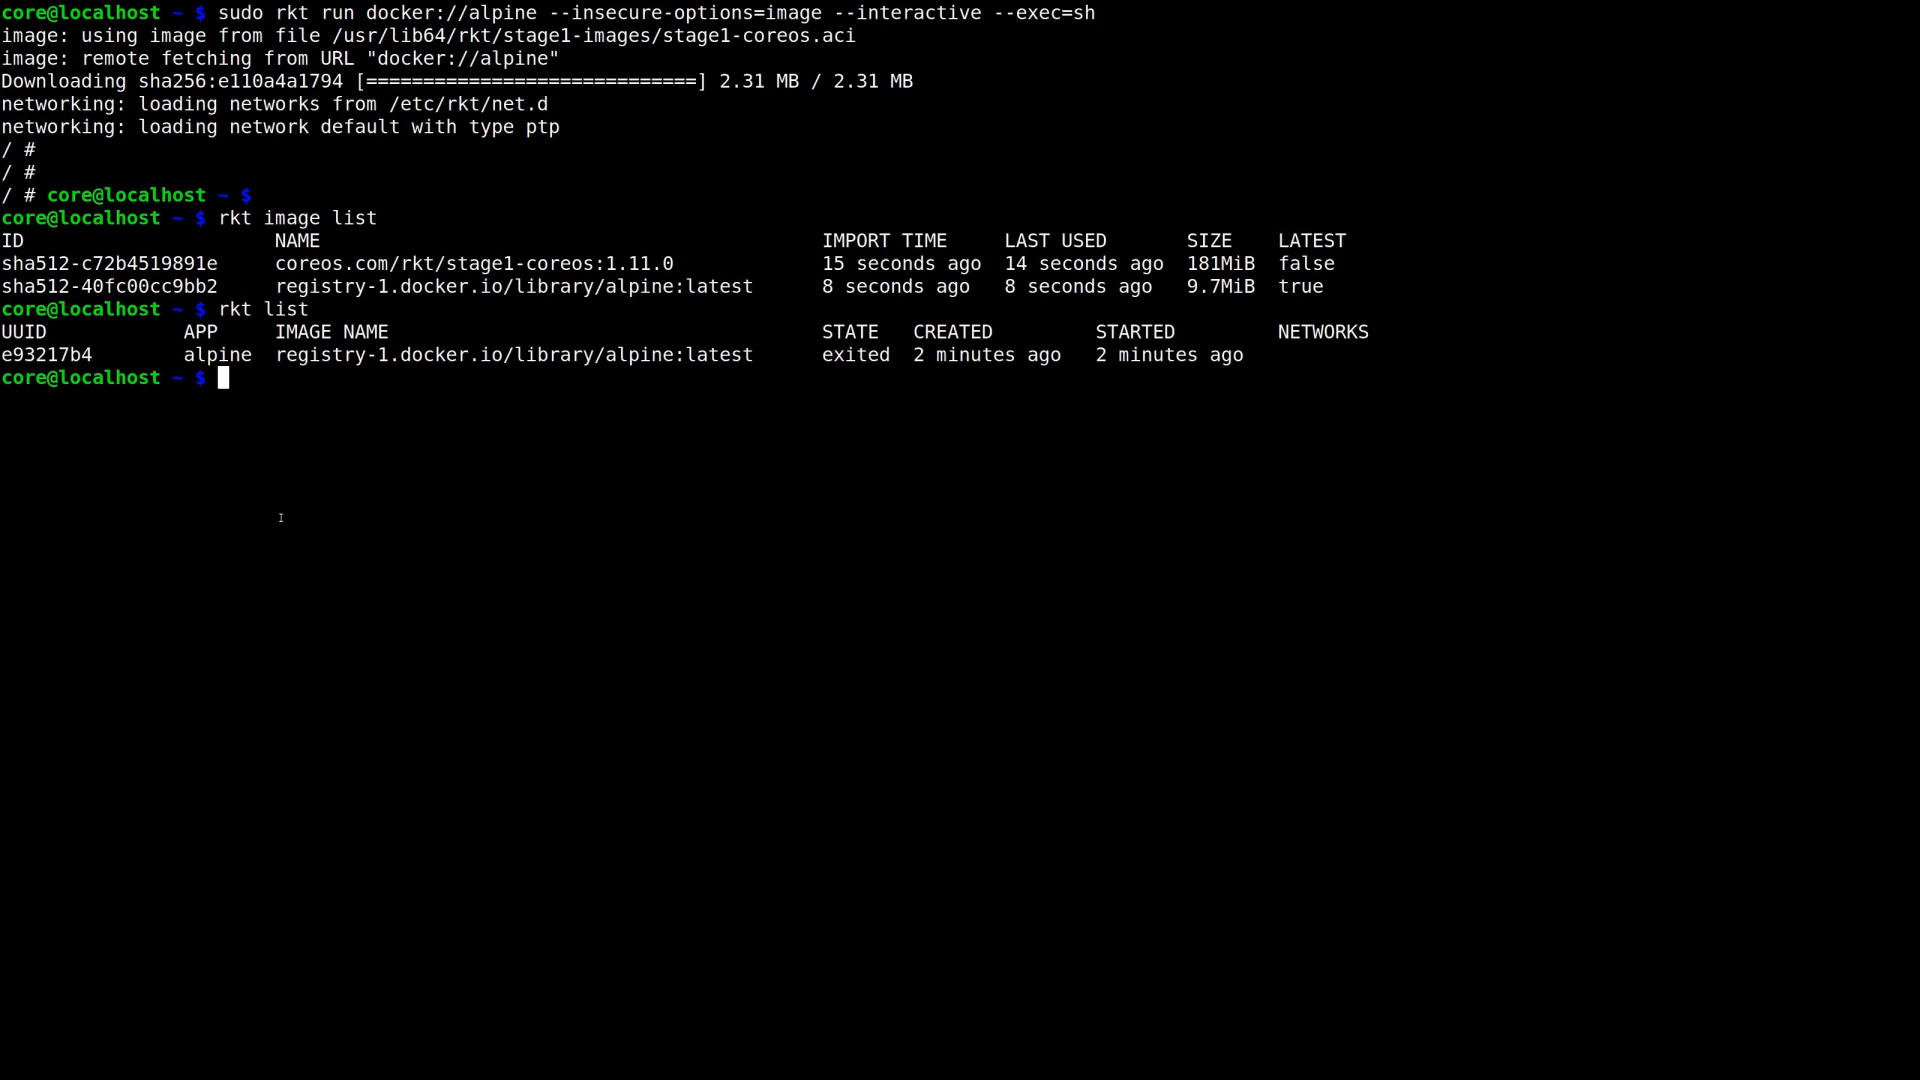 core@localhost ~ $ sudo rkt run docker://alpine --insecure-options=image --interactive --exec=sh
image: using image from file /usr/lib64/rkt/stage1-images/stage1-coreos.aci
image: remote fetching from URL "docker://alpine"
Downloading sha256:e110a4a1794 [=============================] 2.31 MB / 2.31 MB
networking: loading networks from /etc/rkt/net.d
networking: loading network default with type ptp
/ #
/ #
/ # core@localhost ~ $
core@localhost ~ $ rkt image list
ID                      NAME                                            IMPORT TIME     LAST USED       SIZE    LATEST
sha512-c72b4519891e     coreos.com/rkt/stage1-coreos:1.11.0             15 seconds ago  14 seconds ago  181MiB  false
sha512-40fc00cc9bb2     registry-1.docker.io/library/alpine:latest      8 seconds ago   8 seconds ago   9.7MiB  true
core@localhost ~ $ rkt list
UUID            APP     IMAGE NAME                                      STATE   CREATED         STARTED         NETWORKS
e93217b4        alpine  registry-1.docker.io/library/alpine:latest      exited  2 minutes ago   2 minutes ago
core@localhost ~ $